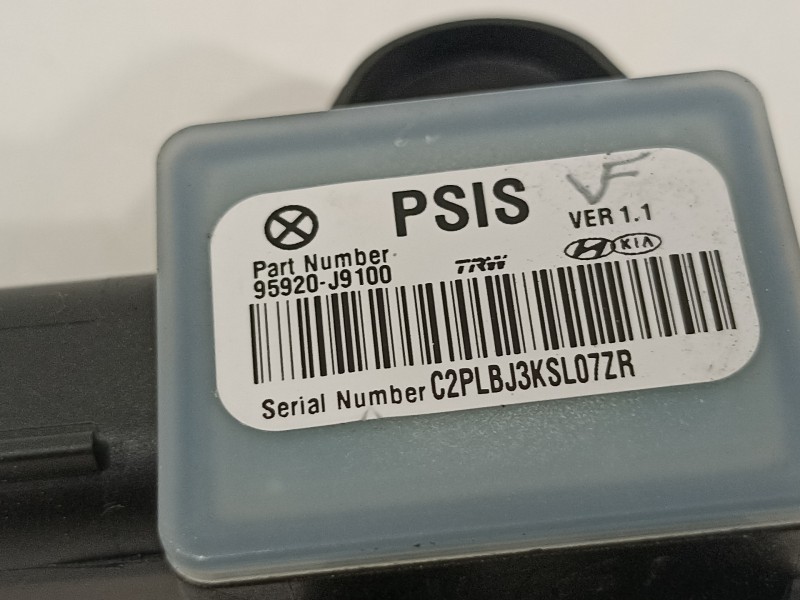 PSIS
VF
VER 1.1
Part Number
95920-J9100
TRW
KIA
Serial Number C2PLBJ3KSL07ZR